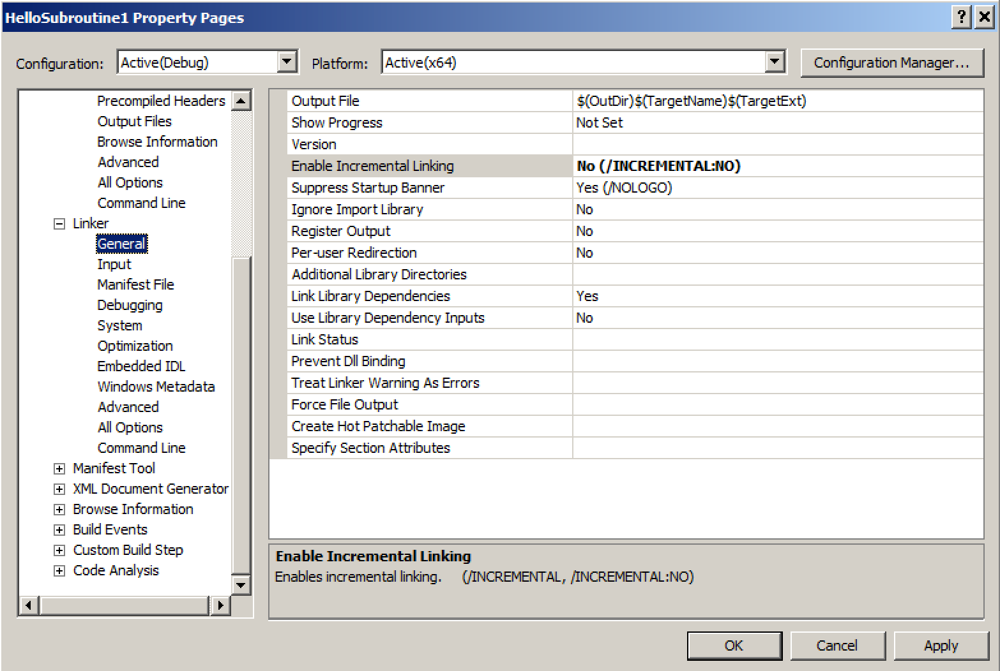 HelloSubroutine1 Property Pages
Configuration: Active(Debug) Platform: Active(x64) Configuration Manager...
Precompiled Headers
Output Files
Browse Information
Advanced
All Options
Command Line
Linker
General
Input
Manifest File
Debugging
System
Optimization
Embedded IDL
Windows Metadata
Advanced
All Options
Command Line
Manifest Tool
XML Document Generator
Browse Information
Build Events
Custom Build Step
Code Analysis
Output File $(OutDir)$(TargetName)$(TargetExt)
Show Progress Not Set
Version
Enable Incremental Linking No (/INCREMENTAL:NO)
Suppress Startup Banner Yes (/NOLOGO)
Ignore Import Library No
Register Output No
Per-user Redirection No
Additional Library Directories
Link Library Dependencies Yes
Use Library Dependency Inputs No
Link Status
Prevent Dll Binding
Treat Linker Warning As Errors
Force File Output
Create Hot Patchable Image
Specify Section Attributes
Enable Incremental Linking
Enables incremental linking. (/INCREMENTAL, /INCREMENTAL:NO)
OK Cancel Apply